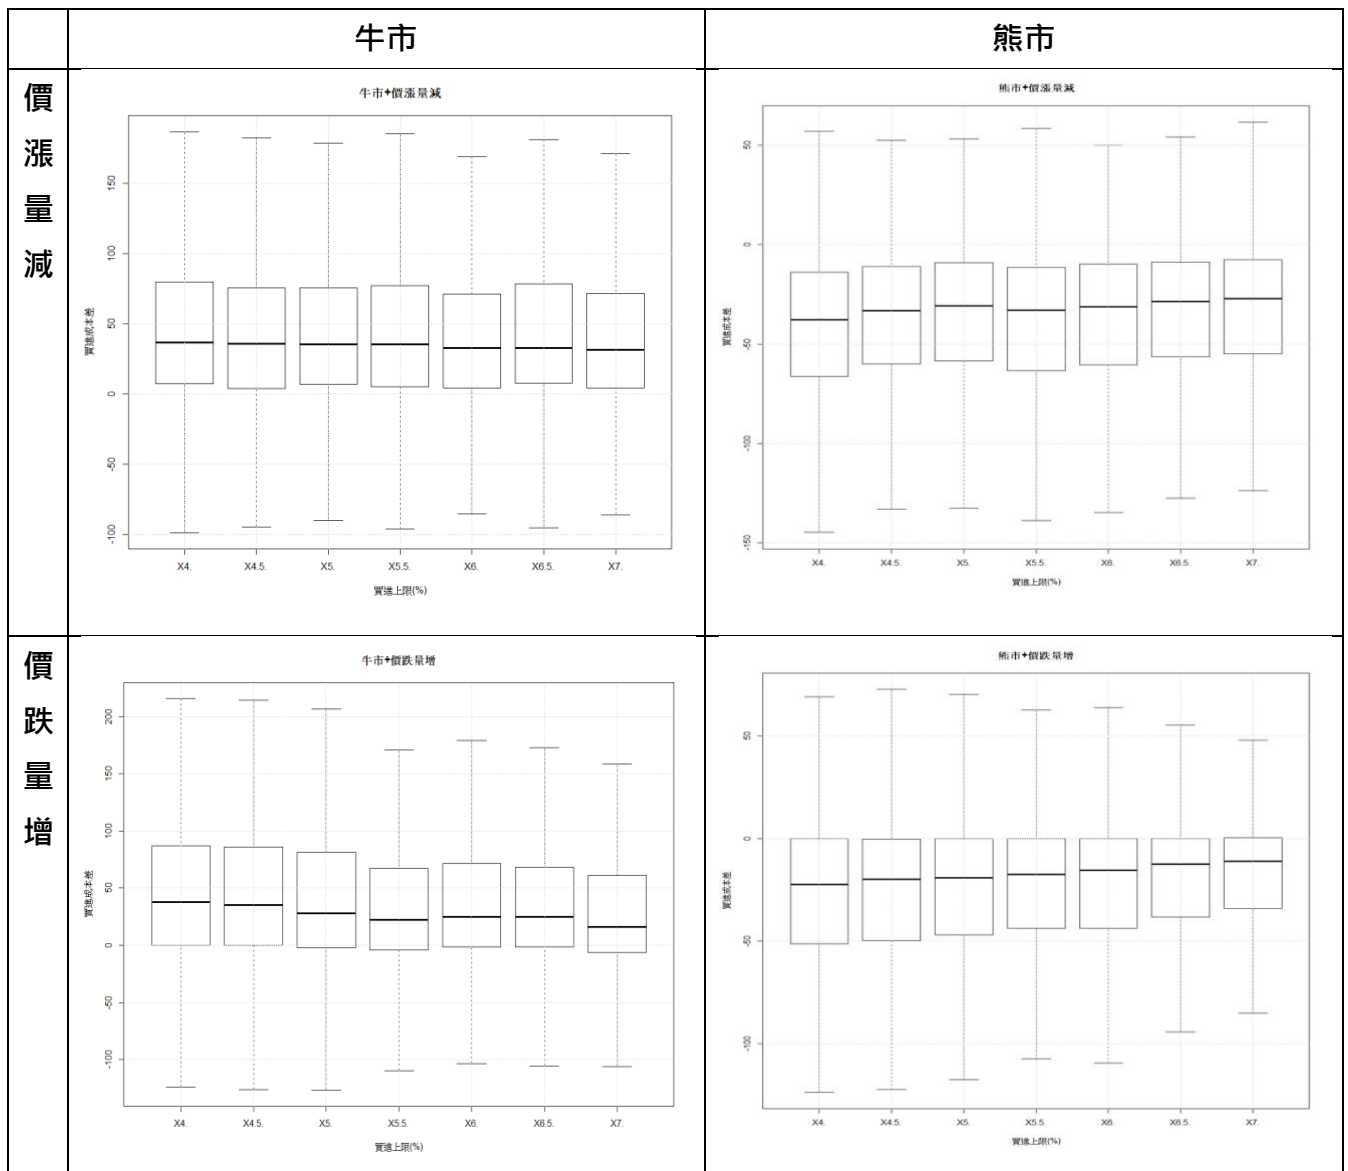 牛市
熊市
價
漲
量
減
牛市+價漲量減
150
100
50
0
-50
-100
買進成本差
X4.
X4.5.
X5.
X5.5.
X6.
X6.5.
X7.
買進上限(%)
熊市+價漲量減
50
0
-50
-100
-150
買進成本差
X4.
X4.5.
X5.
X5.5.
X6.
X6.5.
X7.
買進上限(%)
價
跌
量
增
牛市+價跌量增
200
150
100
50
0
-50
-100
買進成本差
X4.
X4.5.
X5.
X5.5.
X6.
X6.5.
X7.
買進上限(%)
熊市+價跌量增
50
0
-50
-100
買進成本差
X4.
X4.5.
X5.
X5.5.
X6.
X6.5.
X7.
買進上限(%)